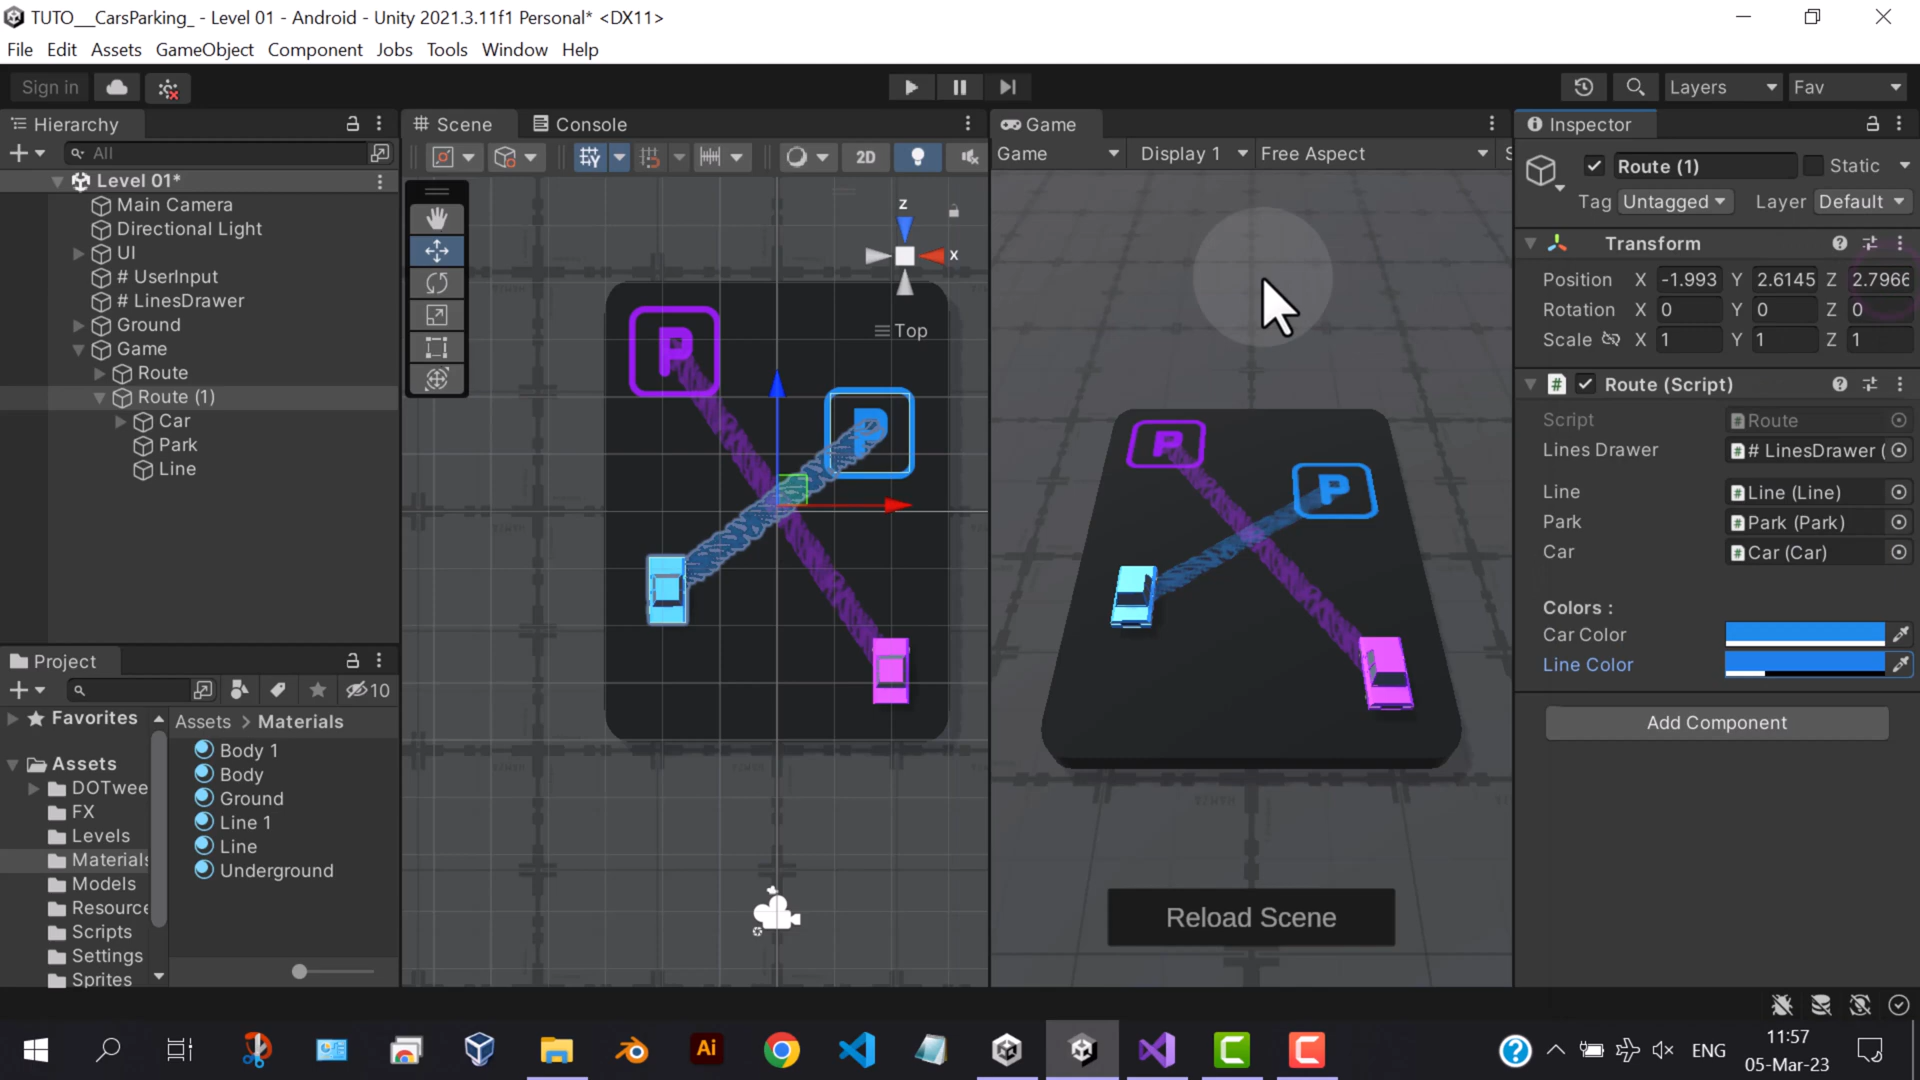 TUTO__CarsParking_ - Level 01 - Android - Unity 2021.3.11f1 Personal* <DX11>
File Edit Assets GameObject Component Jobs Tools Window Help
Sign in
Layers
Fav
Hierarchy
All
Level 01*
Main Camera
Directional Light
UI
# UserInput
# LinesDrawer
Ground
Game
Route
Route (1)
Car
Park
Line
Scene
Console
2D
z
x
Top
P
P
Game
Game
Display 1
Free Aspect
S
P
P
Reload Scene
Inspector
Route (1)
Static
Tag Untagged
Layer Default
Transform
Position X -1.993 Y 2.6145 Z 2.7966
Rotation X 0 Y 0 Z 0
Scale X 1 Y 1 Z 1
Route (Script)
Script Route
Lines Drawer # LinesDrawer (
Line Line (Line)
Park Park (Park)
Car Car (Car)
Colors :
Car Color
Line Color
Add Component
Project
10
Favorites
Assets
DOTwee
FX
Levels
Materials
Models
Resource
Scripts
Settings
Sprites
Assets > Materials
Body 1
Body
Ground
Line 1
Line
Underground
Ai
ENG
11:57
05-Mar-23